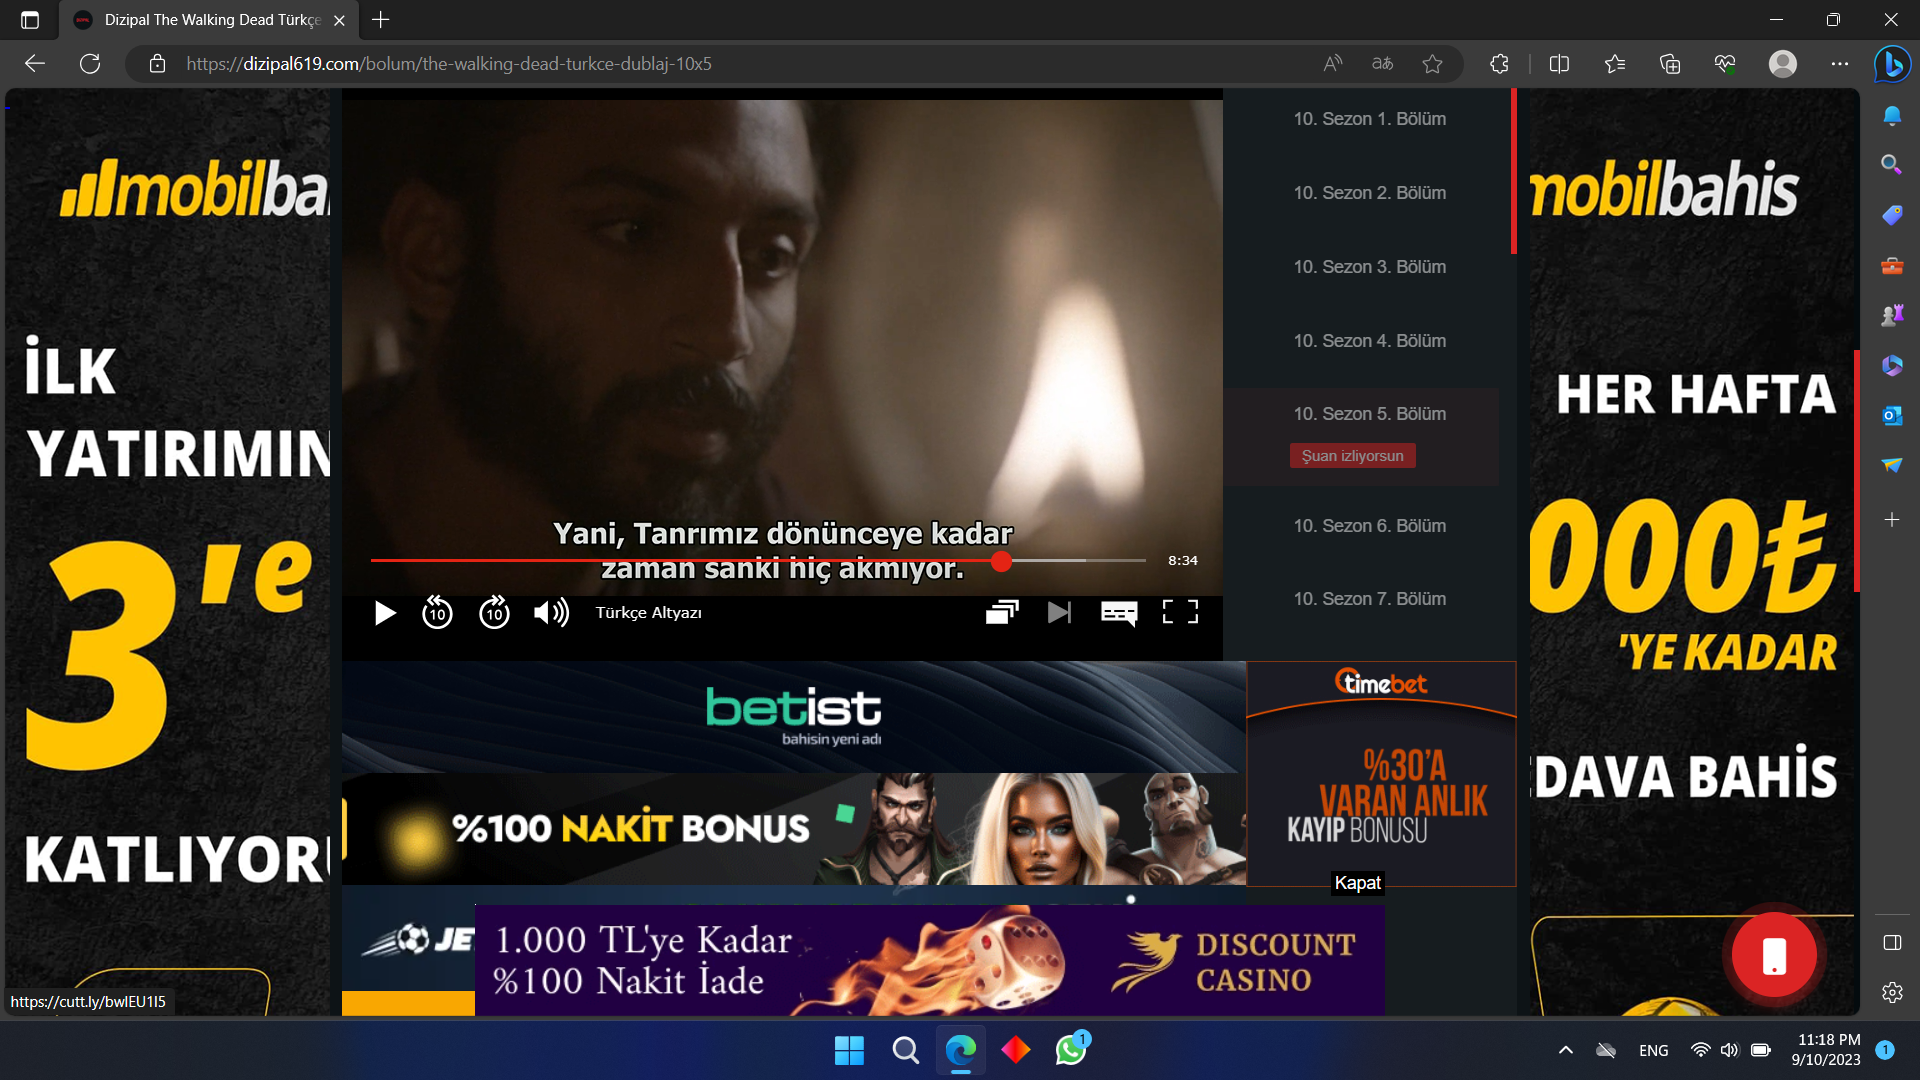 Dizipal The Walking Dead Türkçe
https://dizipal619.com/bolum/the-walking-dead-turkce-dublaj-10x5
mobilba
İLK
YATIRIMIN
3'e
KATLIYORU
Yani, Tanrımız dönünceye kadar
zaman sanki hiç akmıyor.
8:34
10
10
Türkçe Altyazı
10. Sezon 1. Bölüm
10. Sezon 2. Bölüm
10. Sezon 3. Bölüm
10. Sezon 4. Bölüm
10. Sezon 5. Bölüm
Şuan izliyorsun
10. Sezon 6. Bölüm
10. Sezon 7. Bölüm
mobilbahis
HER HAFTA
000₺
'YE KADAR
EDAVA BAHİS
betist
bahisin yeni adı
%100 NAKİT BONUS
timebet
%30'A
VARAN ANLIK
KAYIP BONUSU
Kapat
JE
1.000 TL'ye Kadar
%100 Nakit İade
DISCOUNT
CASINO
https://cutt.ly/bwlEU1I5
1
ENG
11:18 PM
9/10/2023
1